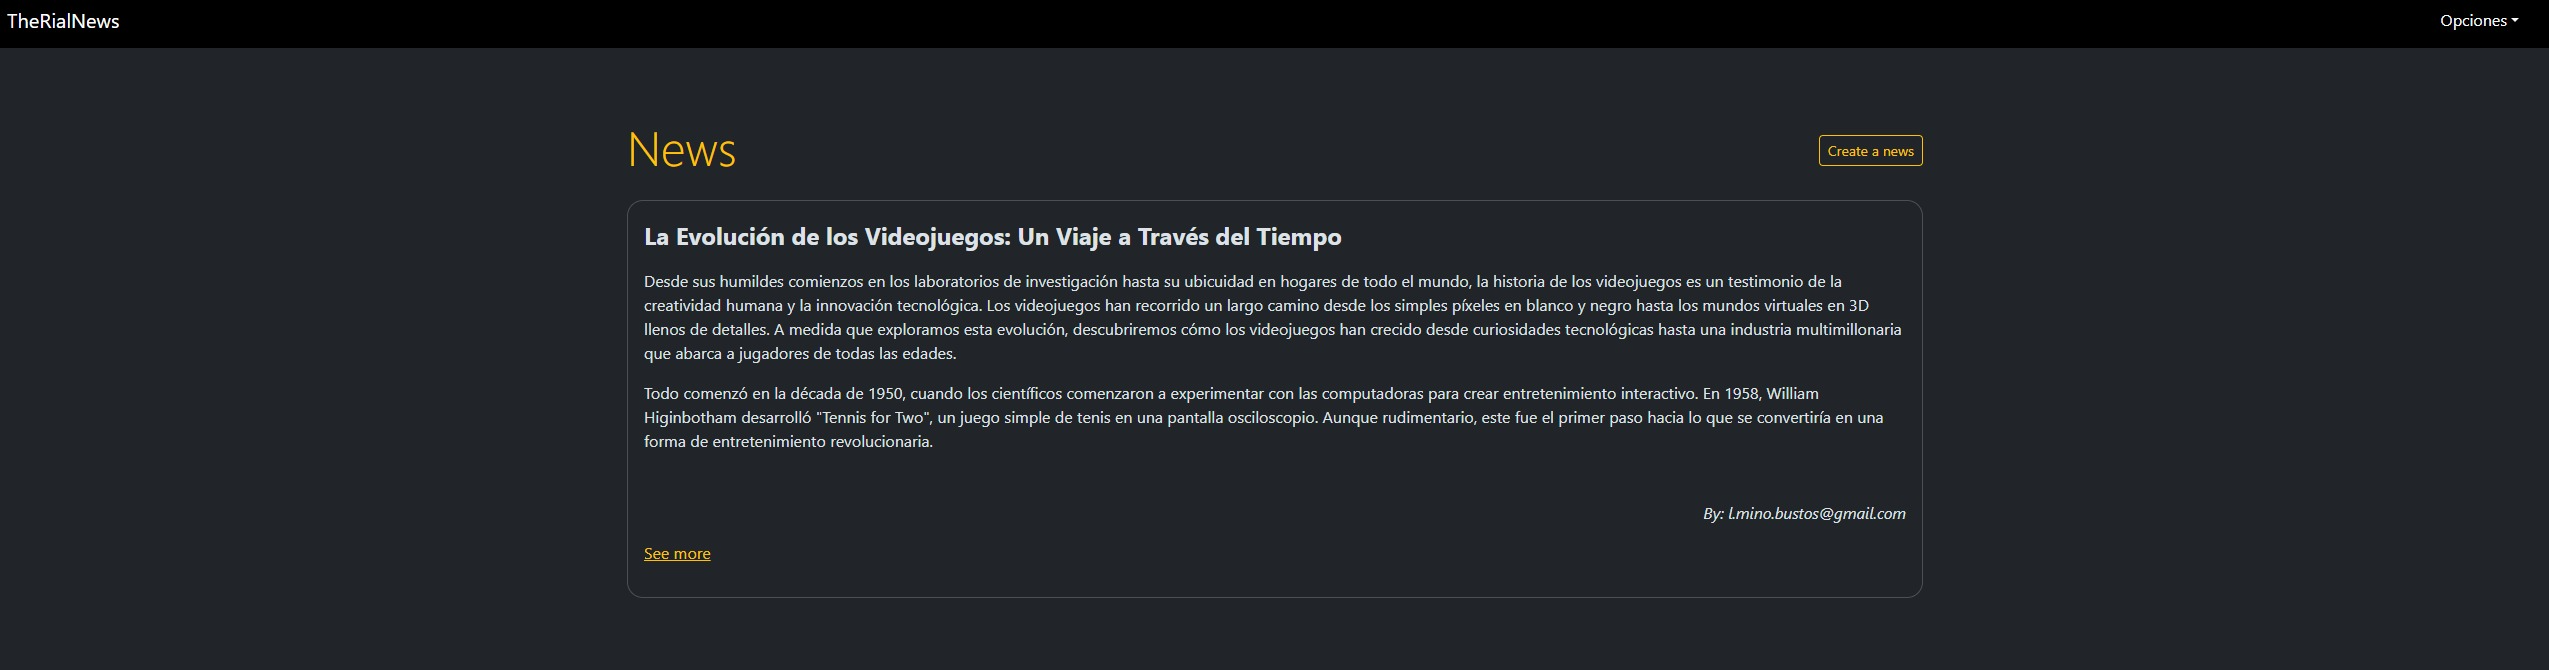 TheRialNews
Opciones
News
Create a news
La Evolución de los Videojuegos: Un Viaje a Través del Tiempo
Desde sus humildes comienzos en los laboratorios de investigación hasta su ubicuidad en hogares de todo el mundo, la historia de los videojuegos es un testimonio de la
creatividad humana y la innovación tecnológica. Los videojuegos han recorrido un largo camino desde los simples píxeles en blanco y negro hasta los mundos virtuales en 3D
llenos de detalles. A medida que exploramos esta evolución, descubriremos cómo los videojuegos han crecido desde curiosidades tecnológicas hasta una industria multimillonaria
que abarca a jugadores de todas las edades.
Todo comenzó en la década de 1950, cuando los científicos comenzaron a experimentar con las computadoras para crear entretenimiento interactivo. En 1958, William
Higinbotham desarrolló "Tennis for Two", un juego simple de tenis en una pantalla osciloscopio. Aunque rudimentario, este fue el primer paso hacia lo que se convertiría en una
forma de entretenimiento revolucionaria.
By: l.mino.bustos@gmail.com
See more